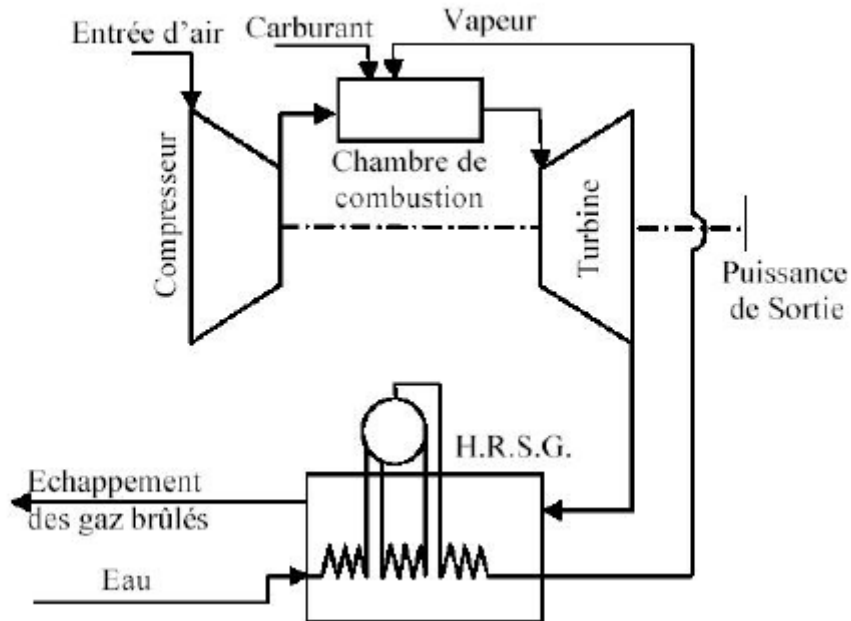 Entrée d'air
Carburant
Vapeur
Compresseur
Chambre de
combustion
Turbine
Puissance
de Sortie
H.R.S.G.
Echappement
des gaz brûlés
Eau